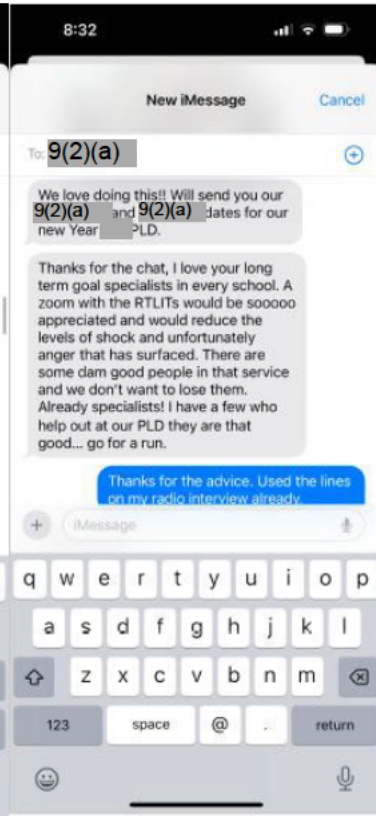 8:32
New iMessage
Cancel
To: 9(2)(a)
We love doing this!! Will send you our
9(2)(a) and 9(2)(a) dates for our
new Year PLD.
Thanks for the chat, I love your long
term goal specialists in every school. A
zoom with the RTLITs would be sooooo
appreciated and would reduce the
levels of shock and unfortunately
anger that has surfaced. There are
some dam good people in that service
and we don't want to lose them.
Already specialists! I have a few who
help out at our PLD they are that
good... go for a run.
Thanks for the advice. Used the lines
on my radio interview already.
iMessage
q w e r t y u i o p
a s d f g h j k l
z x c v b n m
123 space @ . return